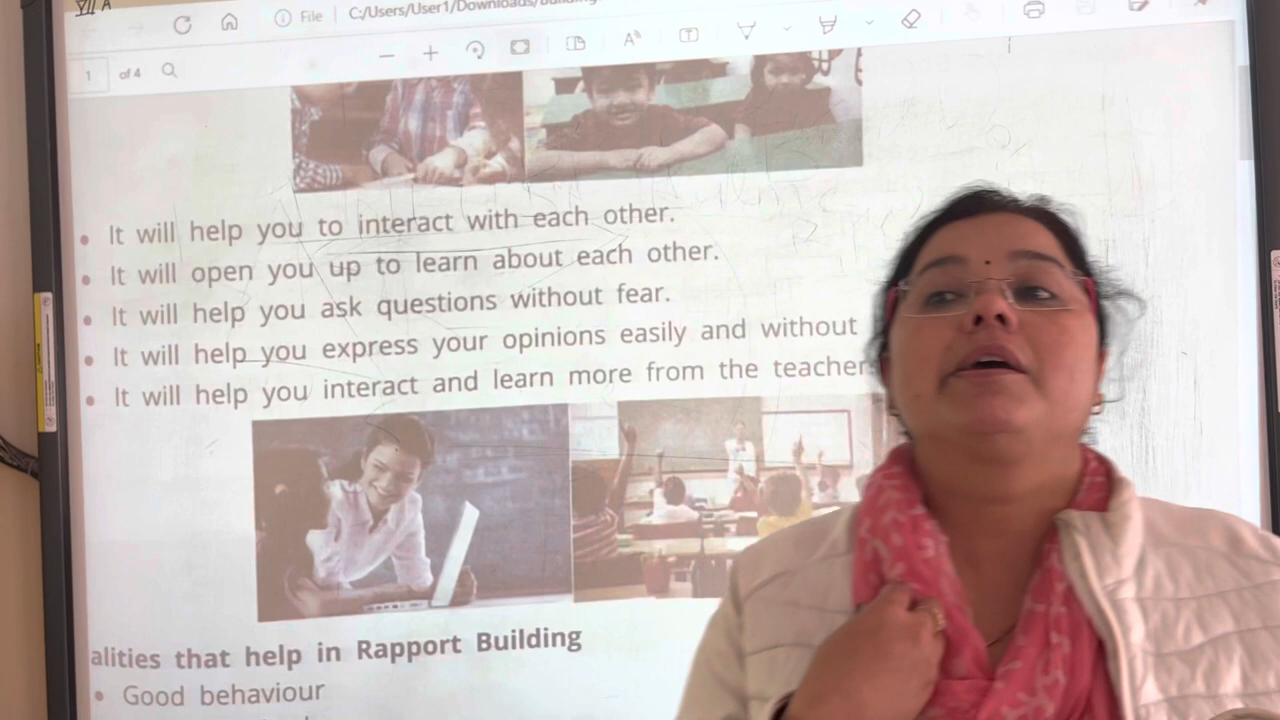 VII A
File C:/Users/User1/Downloads/Building
1 of 4
• It will help you to interact with each other.
• It will open you up to learn about each other.
• It will help you ask questions without fear.
• It will help you express your opinions easily and without
• It will help you interact and learn more from the teacher
alities that help in Rapport Building
• Good behaviour